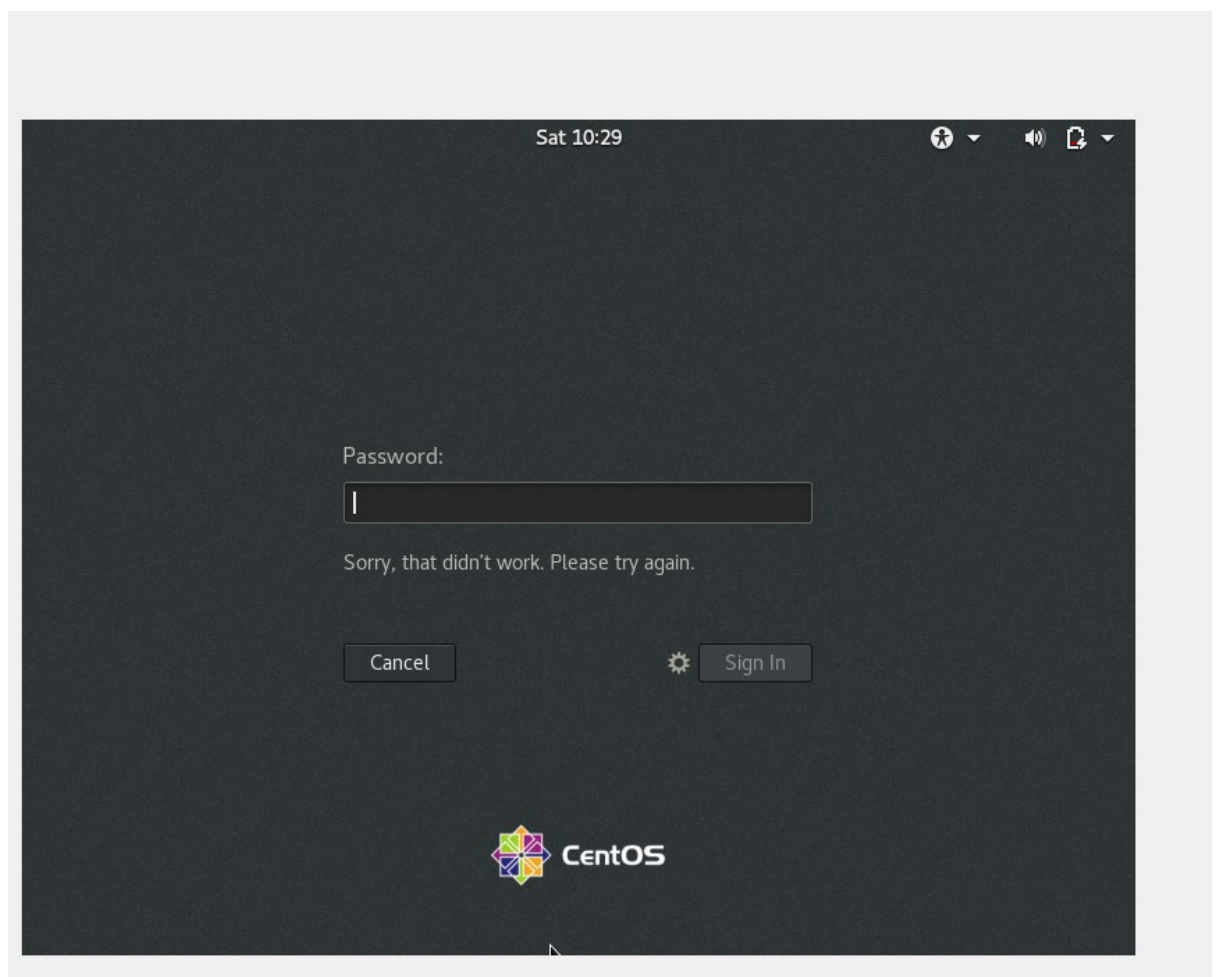 Sat 10:29
Password:
Sorry, that didn't work. Please try again.
Cancel
Sign In
CentOS